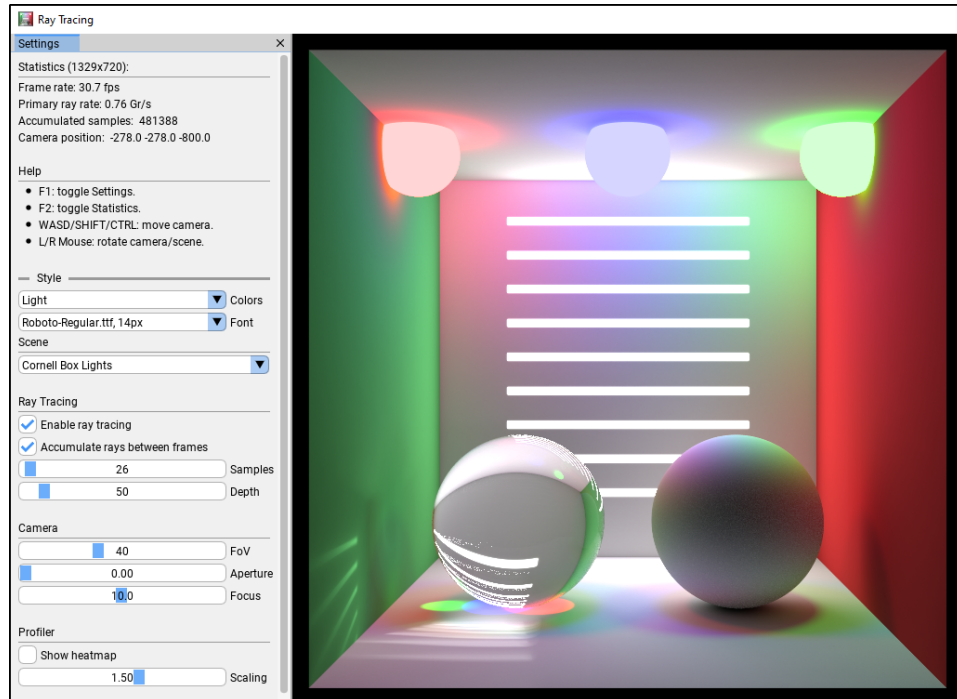 Ray Tracing
Settings
Statistics (1329x720):
Frame rate: 30.7 fps
Primary ray rate: 0.76 Gr/s
Accumulated samples: 481388
Camera position: -278.0 -278.0 -800.0
Help
F1: toggle Settings.
F2: toggle Statistics.
WASD/SHIFT/CTRL: move camera.
L/R Mouse: rotate camera/scene.
Style
Light Colors
Roboto-Regular.ttf, 14px Font
Scene
Cornell Box Lights
Ray Tracing
Enable ray tracing
Accumulate rays between frames
26 Samples
50 Depth
Camera
40 FoV
0.00 Aperture
10.0 Focus
Profiler
Show heatmap
1.50 Scaling